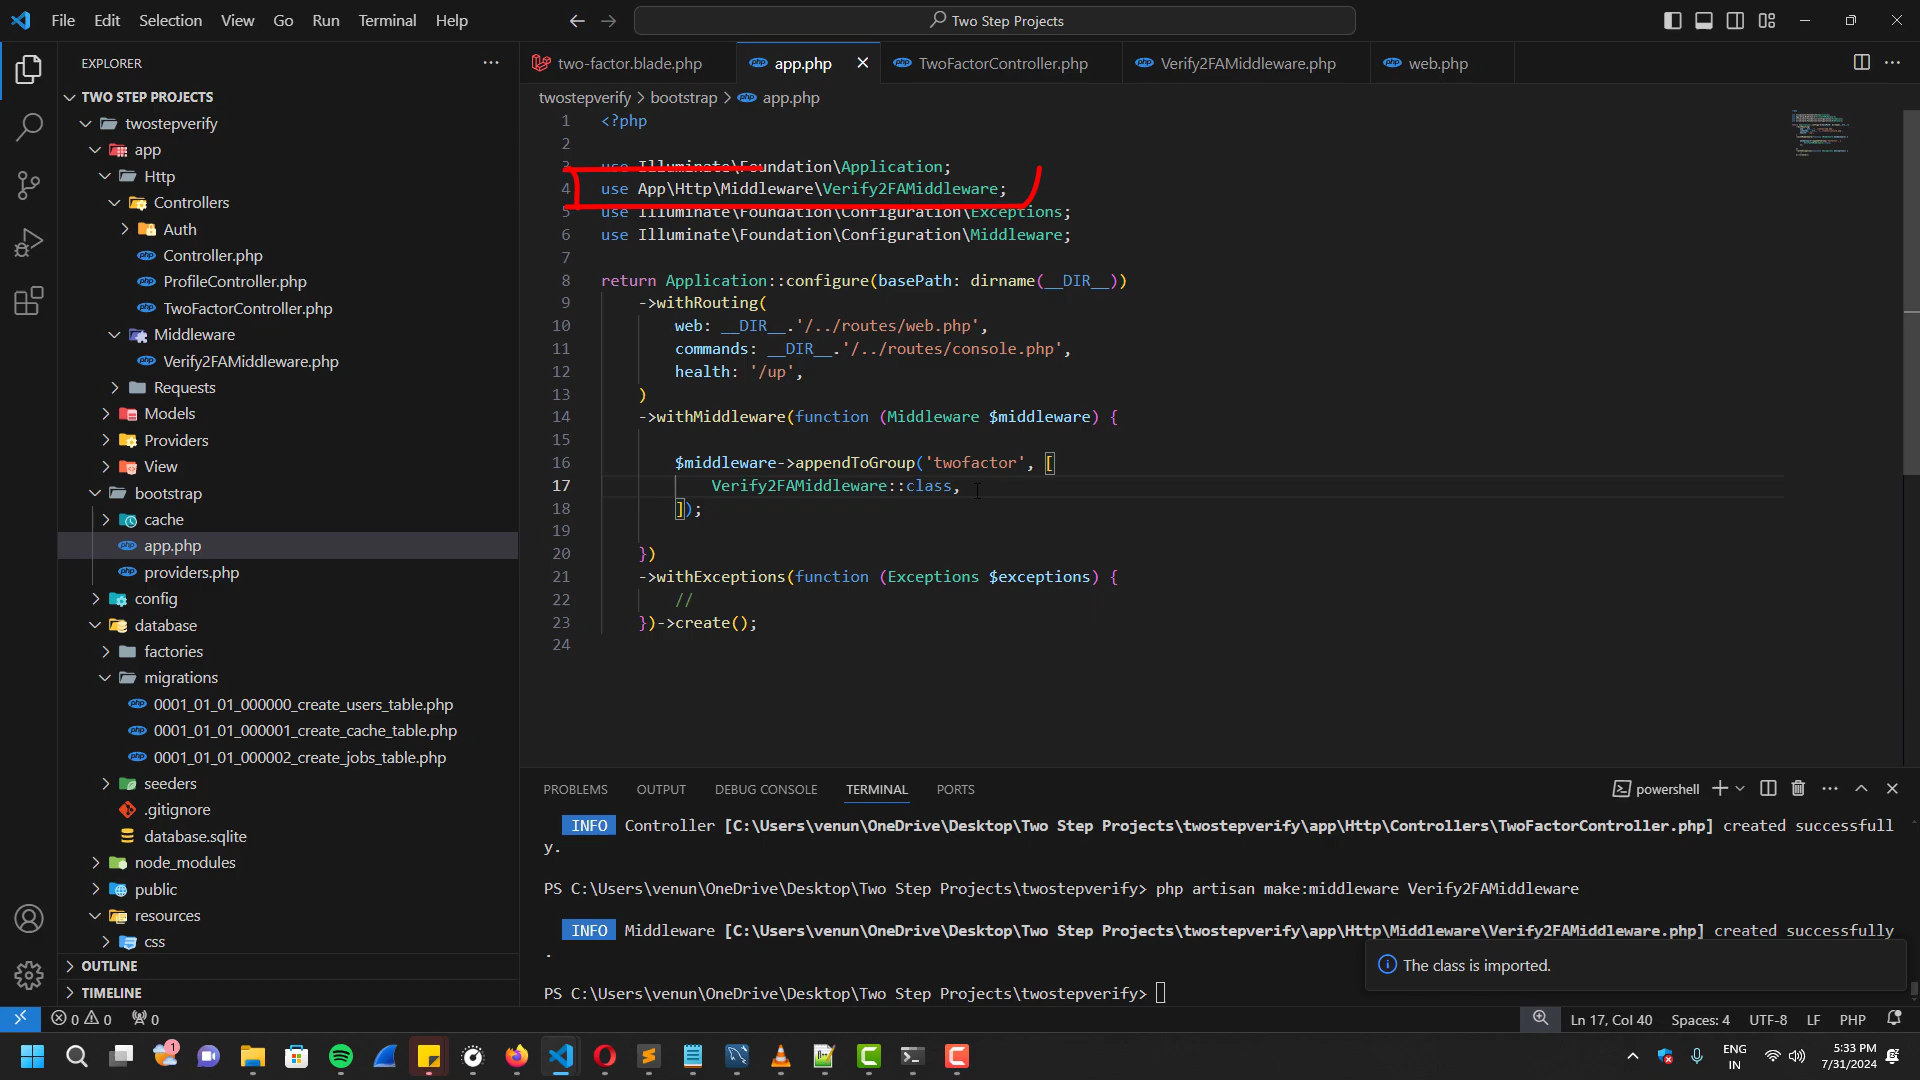 File Edit Selection View Go Run Terminal Help
Two Step Projects
EXPLORER
TWO STEP PROJECTS
twostepverify
app
Http
Controllers
Auth
Controller.php
ProfileController.php
TwoFactorController.php
Middleware
Verify2FAMiddleware.php
Requests
Models
Providers
View
bootstrap
cache
app.php
providers.php
config
database
factories
migrations
0001_01_01_000000_create_users_table.php
0001_01_01_000001_create_cache_table.php
0001_01_01_000002_create_jobs_table.php
seeders
.gitignore
database.sqlite
node_modules
public
resources
css
OUTLINE
TIMELINE
two-factor.blade.php app.php TwoFactorController.php Verify2FAMiddleware.php web.php
twostepverify > bootstrap > app.php
1 <?php
2
3 use Illuminate\Foundation\Application;
4 use App\Http\Middleware\Verify2FAMiddleware;
5 use Illuminate\Foundation\Configuration\Exceptions;
6 use Illuminate\Foundation\Configuration\Middleware;
7
8 return Application::configure(basePath: dirname(__DIR__))
9 ->withRouting(
10 web: __DIR__.'/../routes/web.php',
11 commands: __DIR__.'/../routes/console.php',
12 health: '/up',
13 )
14 ->withMiddleware(function (Middleware $middleware) {
15
16 $middleware->appendToGroup('twofactor', [
17 Verify2FAMiddleware::class,
18 ]);
19
20 })
21 ->withExceptions(function (Exceptions $exceptions) {
22 //
23 })->create();
24
PROBLEMS OUTPUT DEBUG CONSOLE TERMINAL PORTS
powershell
INFO Controller [C:\Users\venun\OneDrive\Desktop\Two Step Projects\twostepverify\app\Http\Controllers\TwoFactorController.php] created successfull
y.
PS C:\Users\venun\OneDrive\Desktop\Two Step Projects\twostepverify> php artisan make:middleware Verify2FAMiddleware
INFO Middleware [C:\Users\venun\OneDrive\Desktop\Two Step Projects\twostepverify\app\Http\Middleware\Verify2FAMiddleware.php] created successfully
.
PS C:\Users\venun\OneDrive\Desktop\Two Step Projects\twostepverify>
The class is imported.
0 0 0
Ln 17, Col 40 Spaces: 4 UTF-8 LF PHP
1
ENG
IN
5:33 PM
7/31/2024